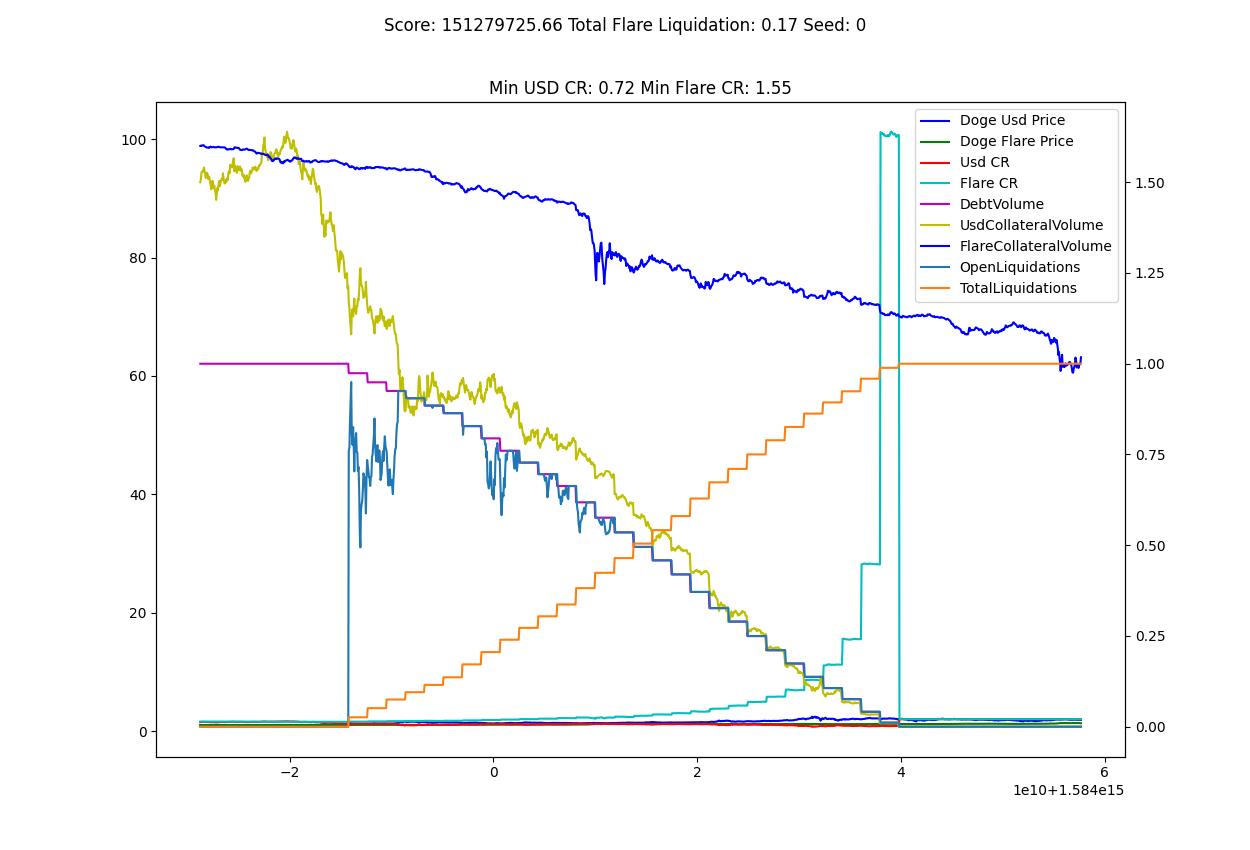 Score: 151279725.66 Total Flare Liquidation: 0.17 Seed: 0
Min USD CR: 0.72 Min Flare CR: 1.55
100
80
60
40
20
0
Doge Usd Price
Doge Flare Price
Usd CR
Flare CR
DebtVolume
UsdCollateralVolume
FlareCollateralVolume
OpenLiquidations
TotalLiquidations
1.50
1.25
1.00
0.75
0.50
0.25
0.00
−2 0 2 4 6
1e10+1.584e15